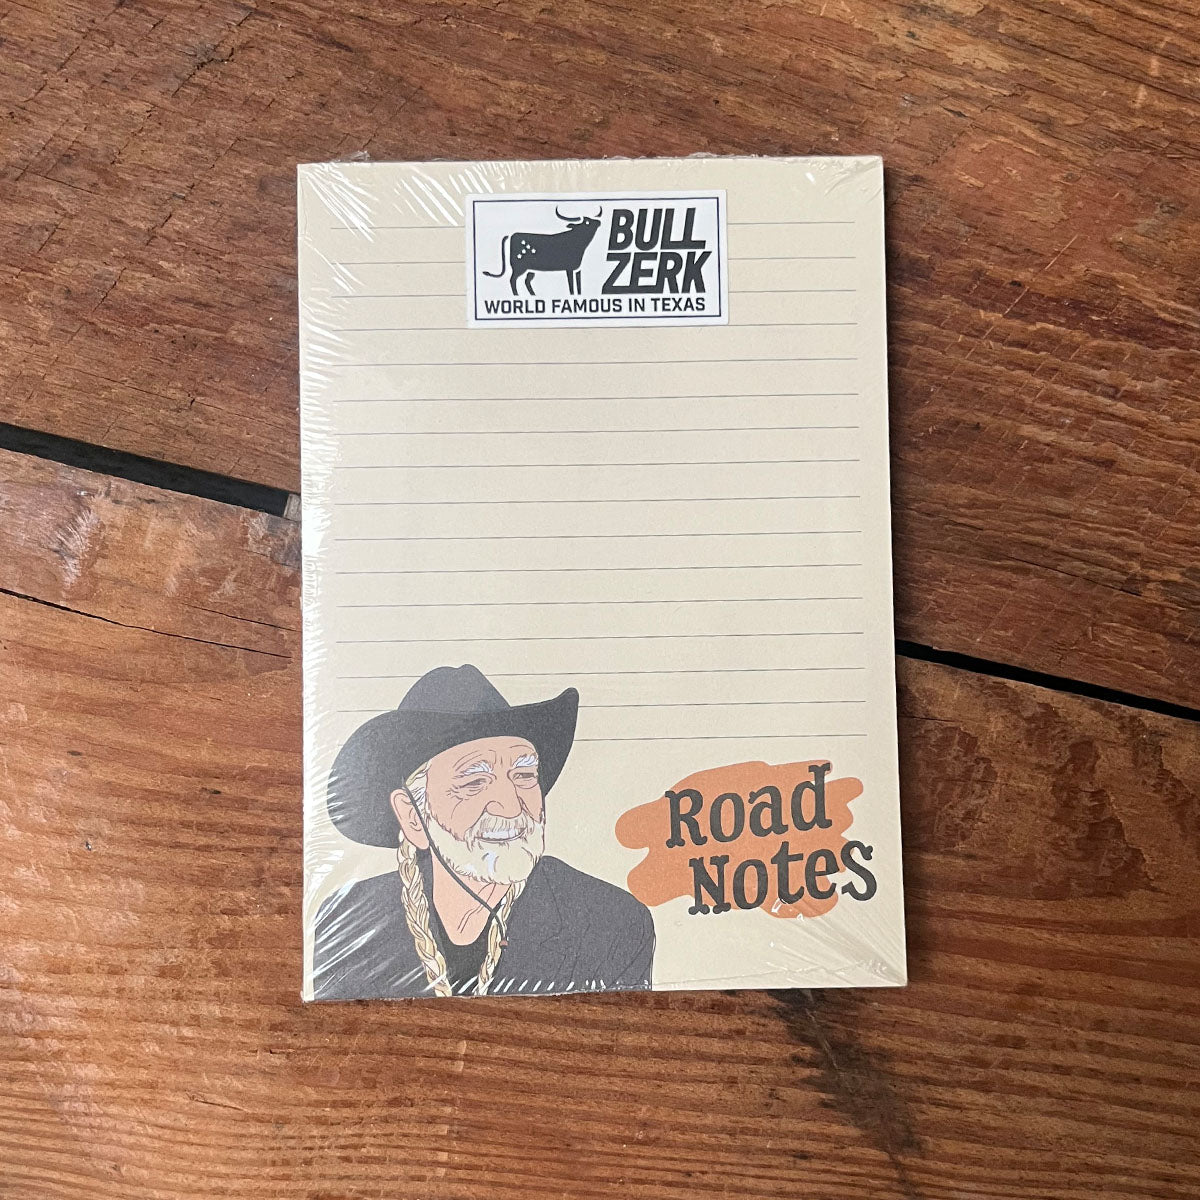 BULL
ZERK
WORLD FAMOUS IN TEXAS
Road
Notes